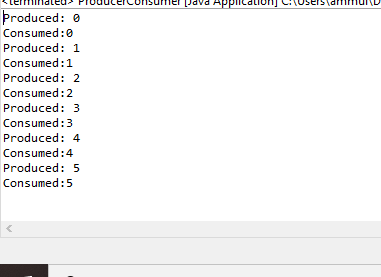 <terminated> ProducerConsumer [Java Application] C:\Users\ammul\D
Produced: 0
Consumed:0
Produced: 1
Consumed:1
Produced: 2
Consumed:2
Produced: 3
Consumed:3
Produced: 4
Consumed:4
Produced: 5
Consumed:5